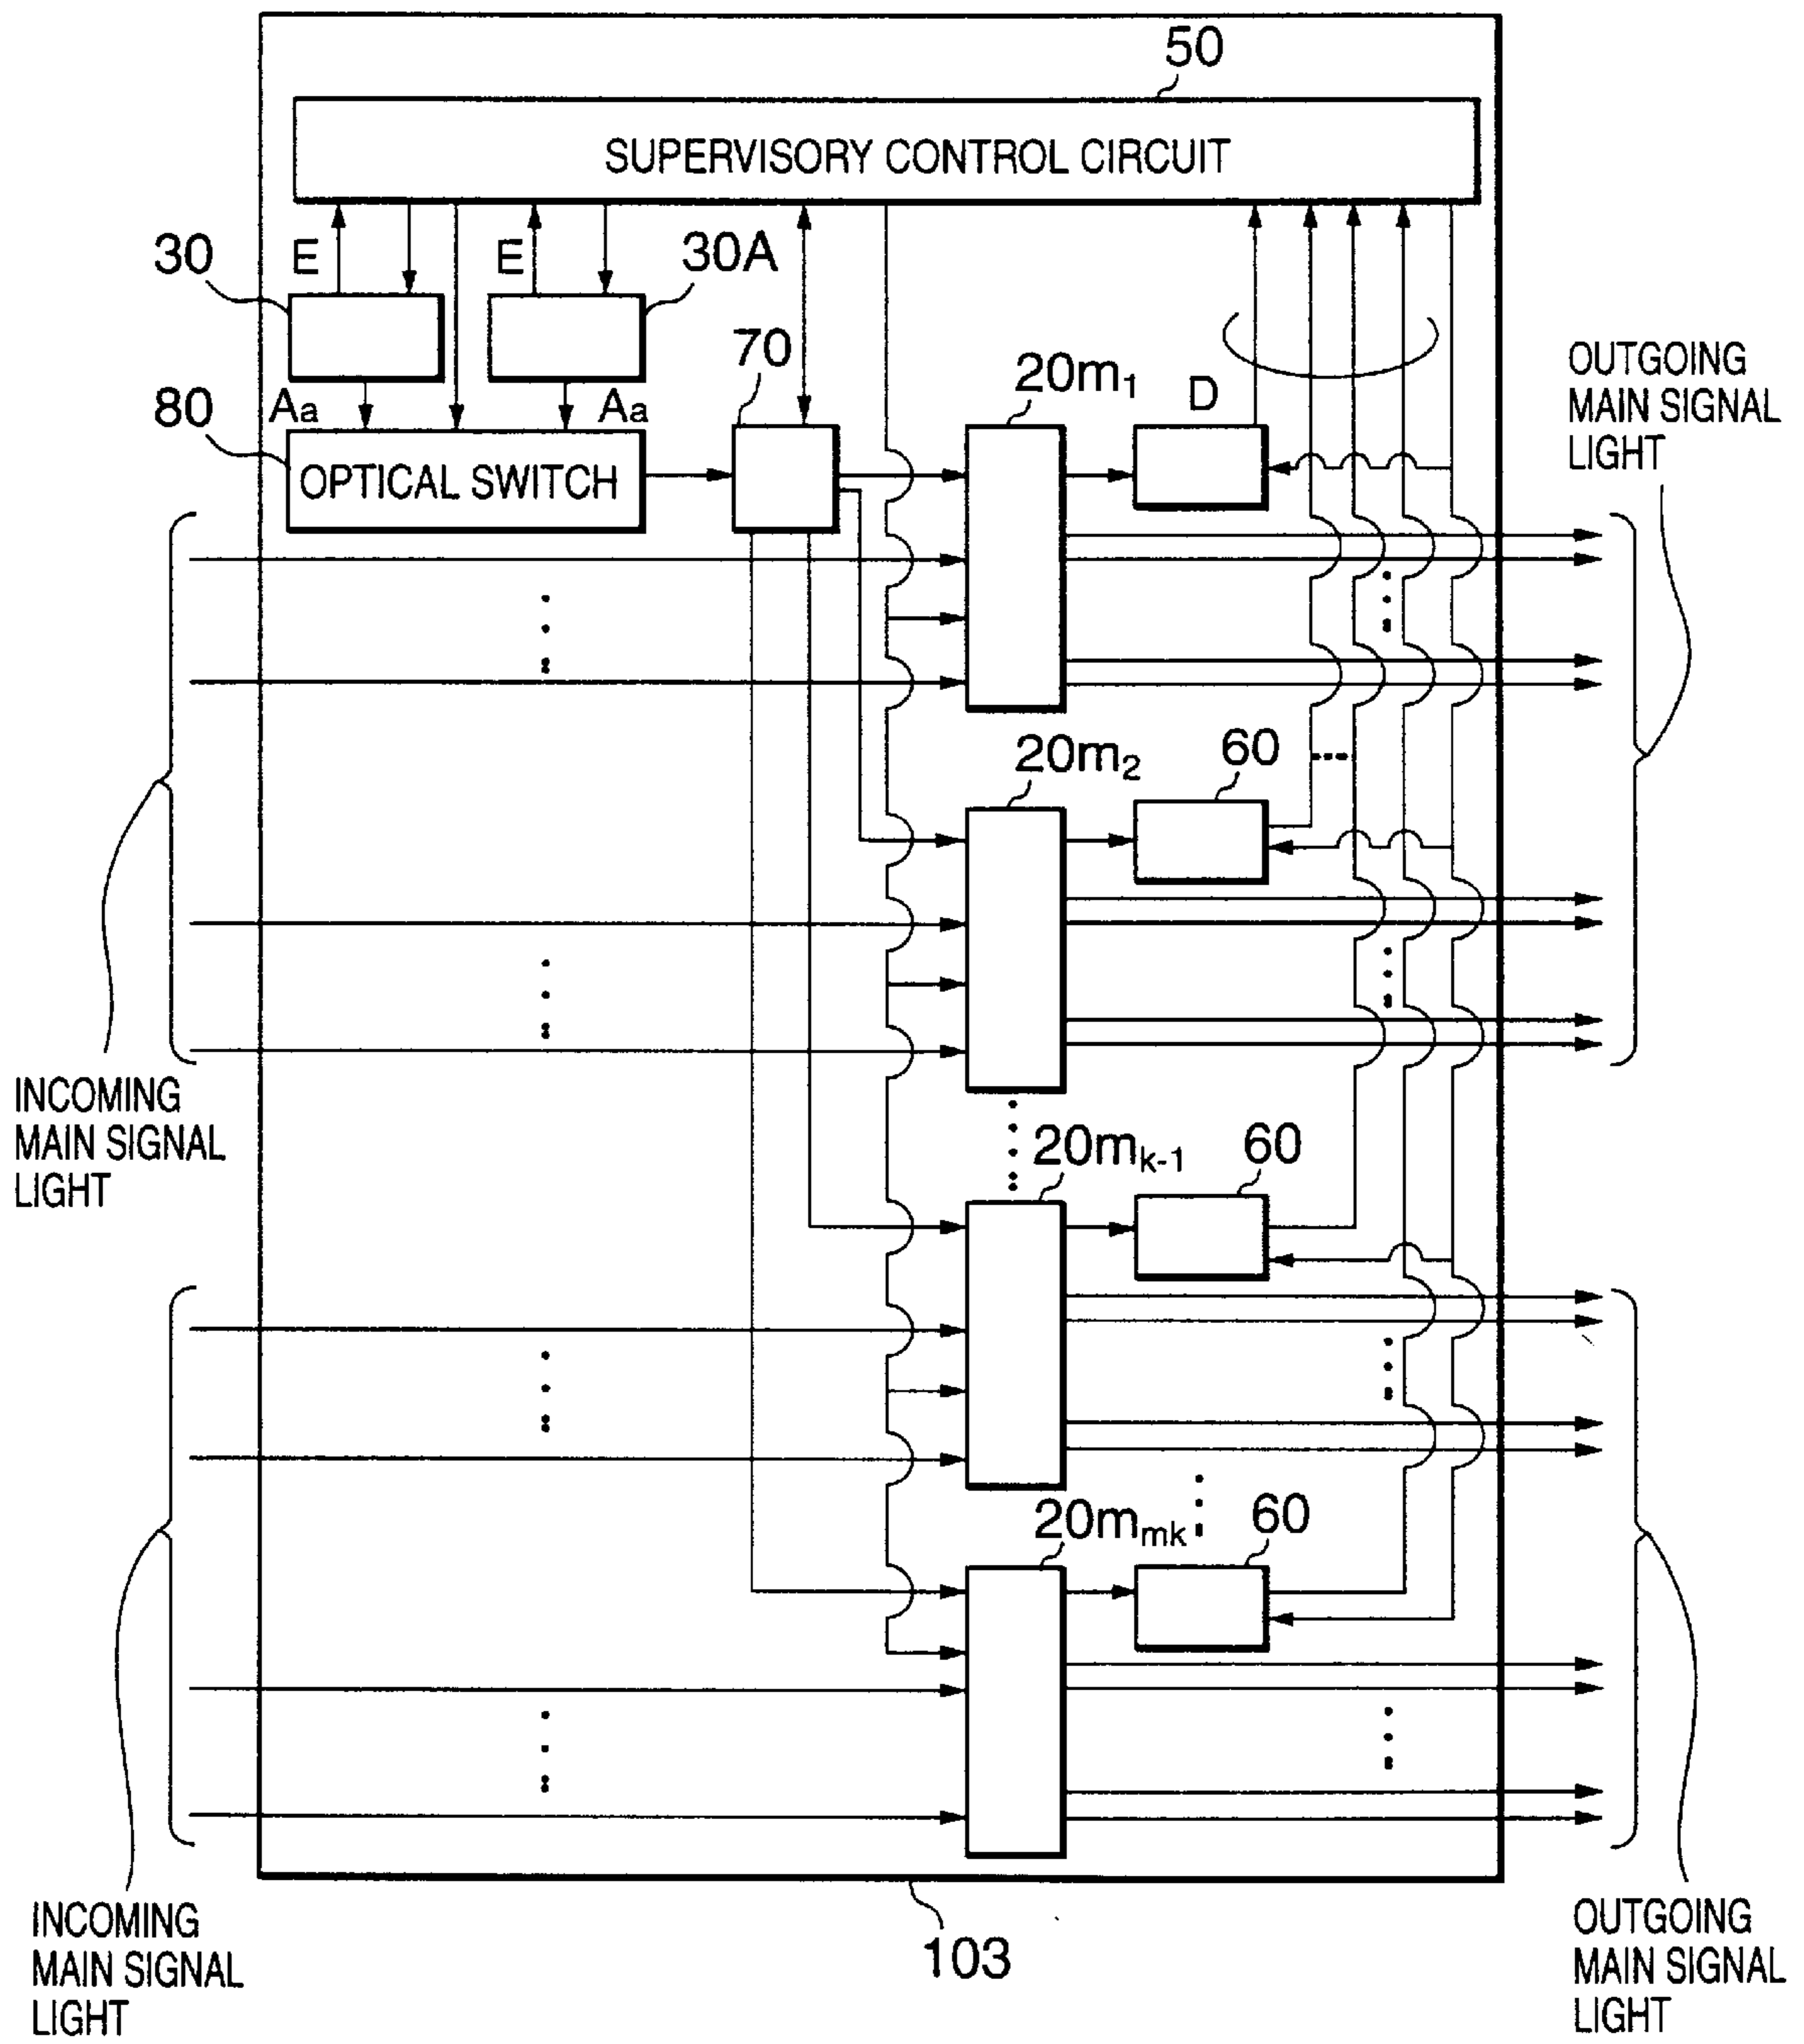 50
SUPERVISORY CONTROL CIRCUIT
30
E
E
30A
70
20m1
D
OUTGOING
MAIN SIGNAL
LIGHT
80
Aa
Aa
OPTICAL SWITCH
20m2
60
INCOMING
MAIN SIGNAL
LIGHT
20mk-1
60
20mmk
60
INCOMING
MAIN SIGNAL
LIGHT
103
OUTGOING
MAIN SIGNAL
LIGHT